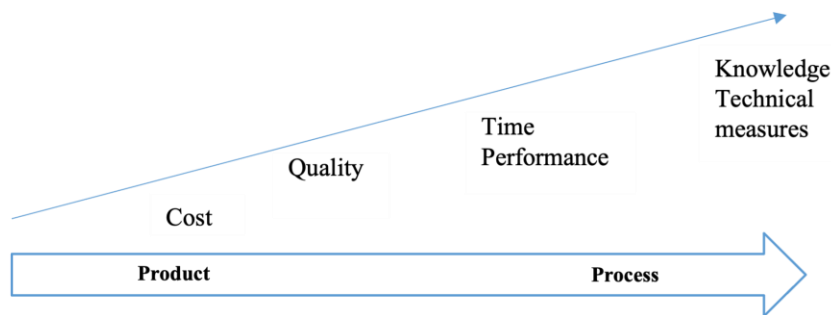 Knowledge
Technical
measures
Time
Performance
Quality
Cost
Product Process